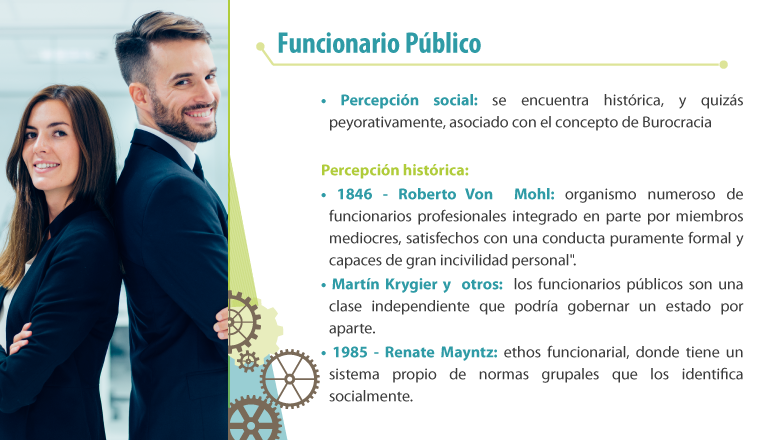 Funcionario Público
• Percepción social: se encuentra histórica, y quizás
peyorativamente, asociado con el concepto de Burocracia
Percepción histórica:
• 1846 - Roberto Von Mohl: organismo numeroso de
funcionarios profesionales integrado en parte por miembros
mediocres, satisfechos con una conducta puramente formal y
capaces de gran incivilidad personal".
• Martín Krygier y otros: los funcionarios públicos son una
clase independiente que podría gobernar un estado por
aparte.
• 1985 - Renate Mayntz: ethos funcionarial, donde tiene un
sistema propio de normas grupales que los identifica
socialmente.